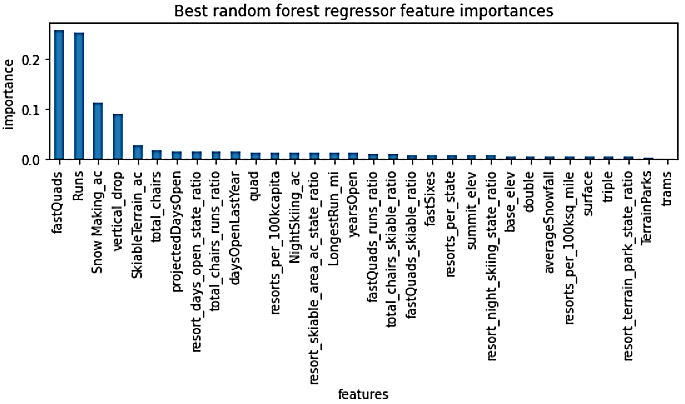 Best random forest regressor feature importances
importance
0.2
0.1
0.0
fastQuads
Runs
Snow Making_ac
vertical_drop
SkiableTerrain_ac
total_chairs
projectedDaysOpen
resort_days_open_state_ratio
total_chairs_runs_ratio
daysOpenLastYear
quad
resorts_per_100kcapita
NightSkiing_ac
resort_skiable_area_ac_state_ratio
LongestRun_mi
yearsOpen
fastQuads_runs_ratio
total_chairs_skiable_ratio
fastQuads_skiable_ratio
fastSixes
resorts_per_state
summit_elev
resort_night_skiing_state_ratio
base_elev
double
averageSnowfall
resorts_per_100ksq_mile
surface
triple
resort_terrain_park_state_ratio
TerrainParks
trams
features